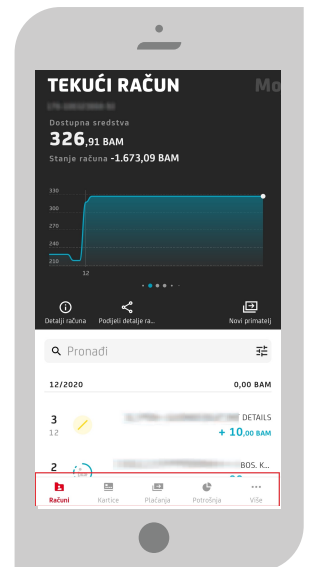 TEKUĆI RAČUN Mo
Dostupna sredstva
326,91 BAM
Stanje računa -1.673,09 BAM
330
300
270
240
210
12
Detalji računa Podijeli detalje ra... Novi primatelj
Pronađi
12/2020 0,00 BAM
3 DETAILS
12 + 10,00 BAM
2 BOS. K...
Računi Kartice Plaćanja Potrošnja Više